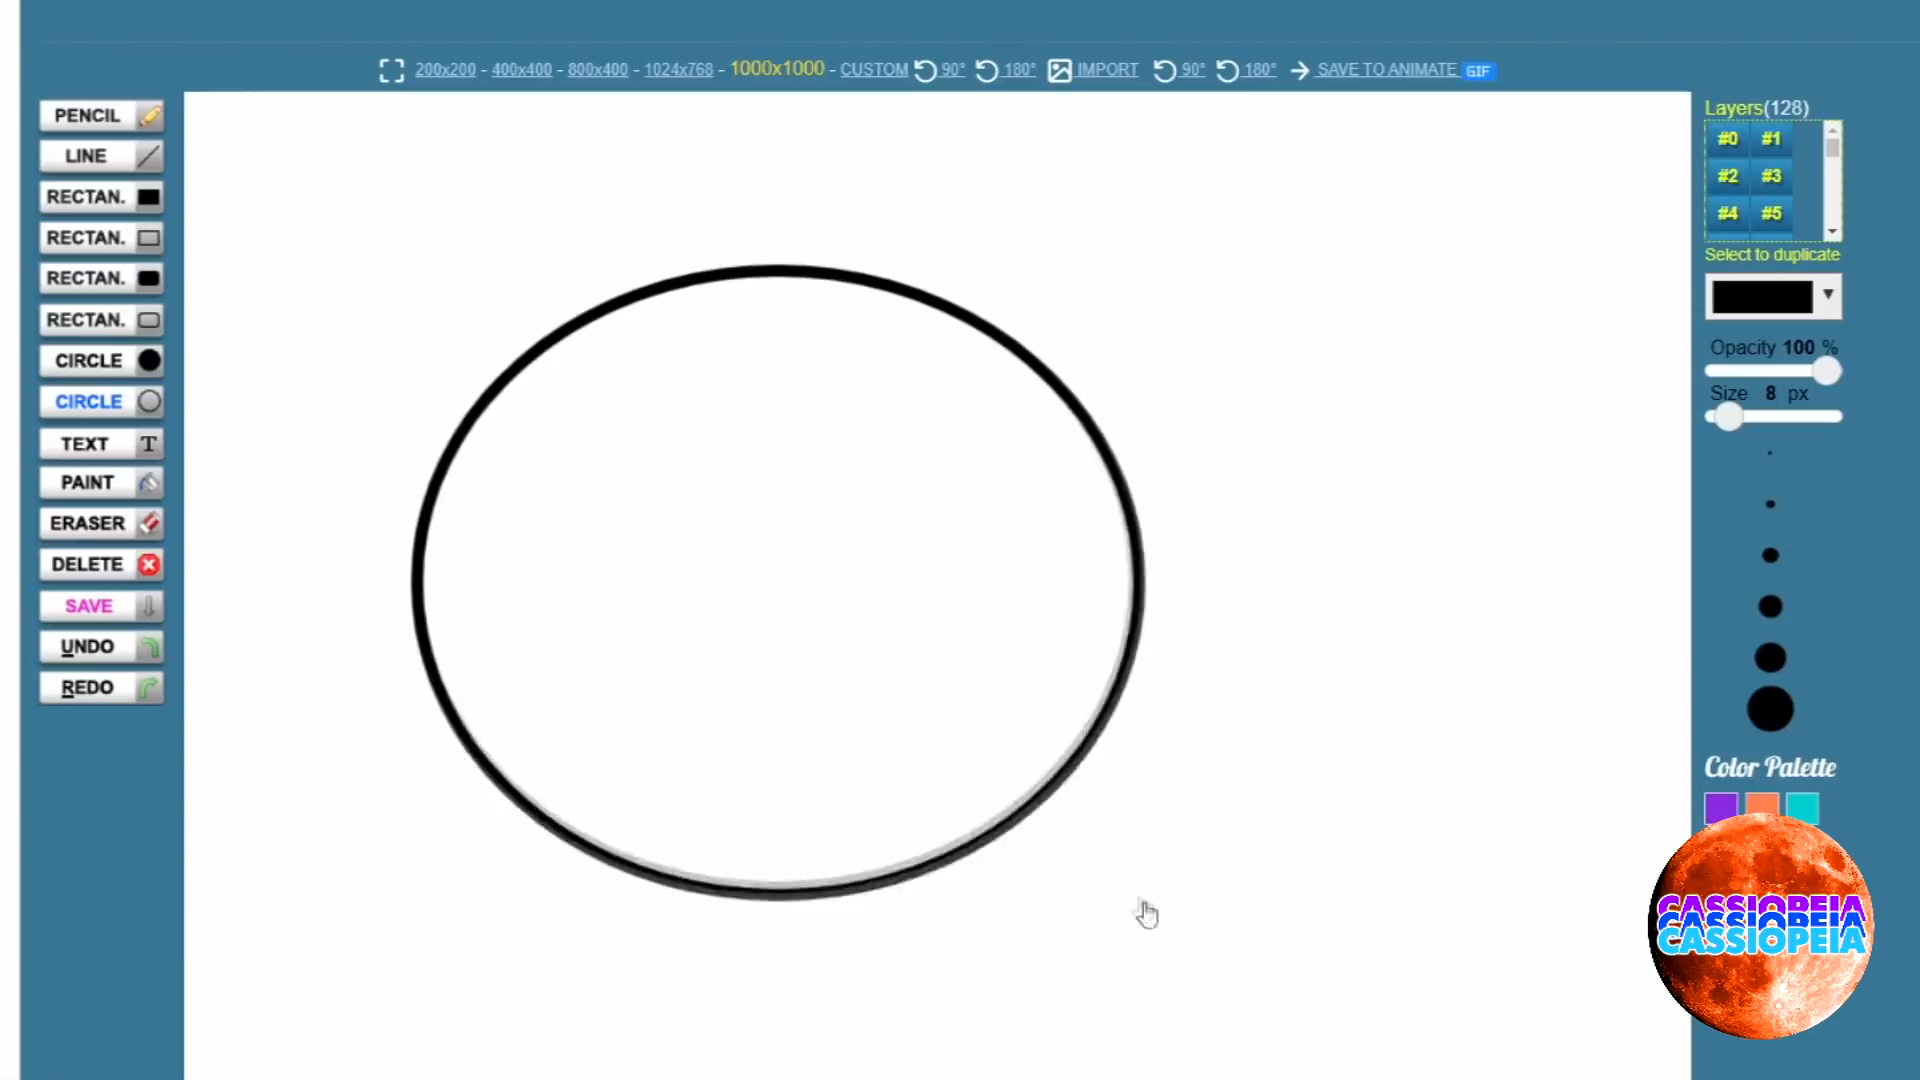 200x200 - 400x400 - 800x400 - 1024x768 - 1000x1000 - CUSTOM 90° 180° IMPORT 90° 180° SAVE TO ANIMATE GIF
PENCIL
LINE
RECTAN.
RECTAN.
RECTAN.
RECTAN.
CIRCLE
CIRCLE
TEXT T
PAINT
ERASER
DELETE
SAVE
UNDO
REDO
Layers(128)
#0 #1
#2 #3
#4 #5
Select to duplicate
Opacity 100 %
Size 8 px
Color Palette
CASSIOPEIA
CASSIOPEIA
CASSIOPEIA